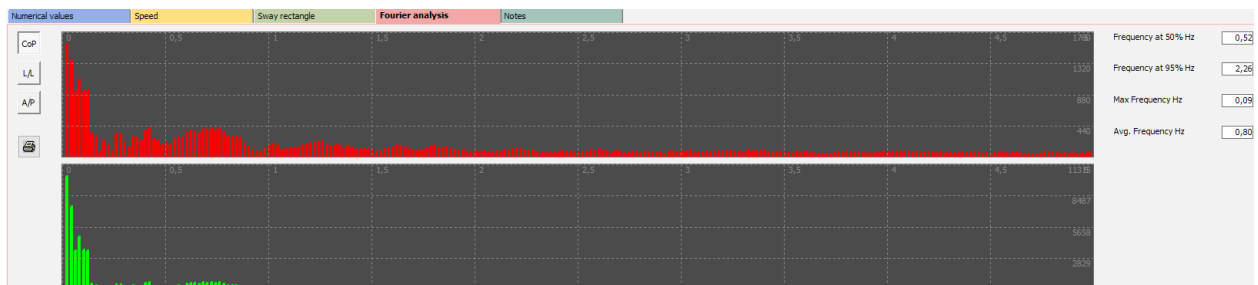 Numerical values Speed Sway rectangle Fourier analysis Notes
CoP
L/L
A/P
0 0,5 1 1,5 2 2,5 3 3,5 4 4,5
1320
880
440
0 0,5 1 1,5 2 2,5 3 3,5 4 4,5
8487
5658
2829
Frequency at 50% Hz 0,52
Frequency at 95% Hz 2,26
Max Frequency Hz 0,09
Avg. Frequency Hz 0,80